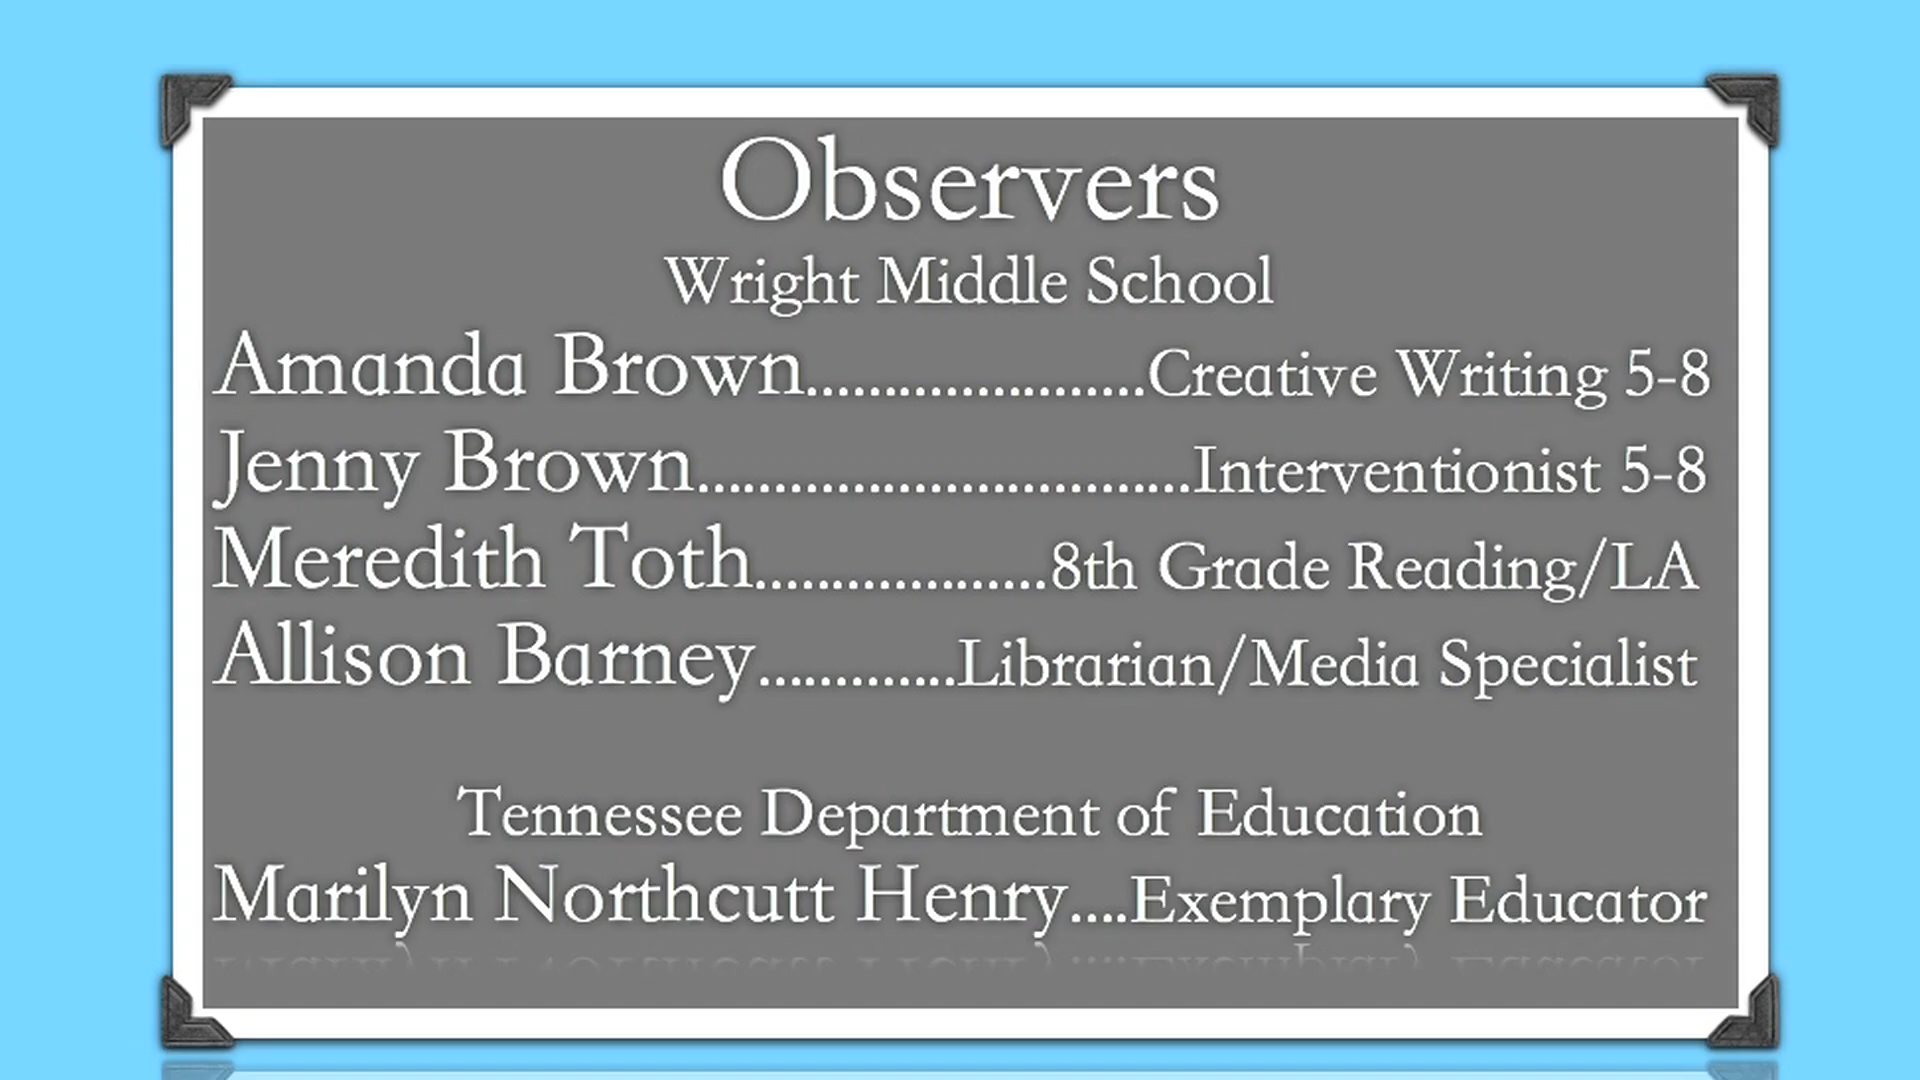 Observers
Wright Middle School
Amanda Brown......................Creative Writing 5-8
Jenny Brown................................Interventionist 5-8
Meredith Toth...................8th Grade Reading/LA
Allison Barney.............Librarian/Media Specialist
Tennessee Department of Education
Marilyn Northcutt Henry....Exemplary Educator